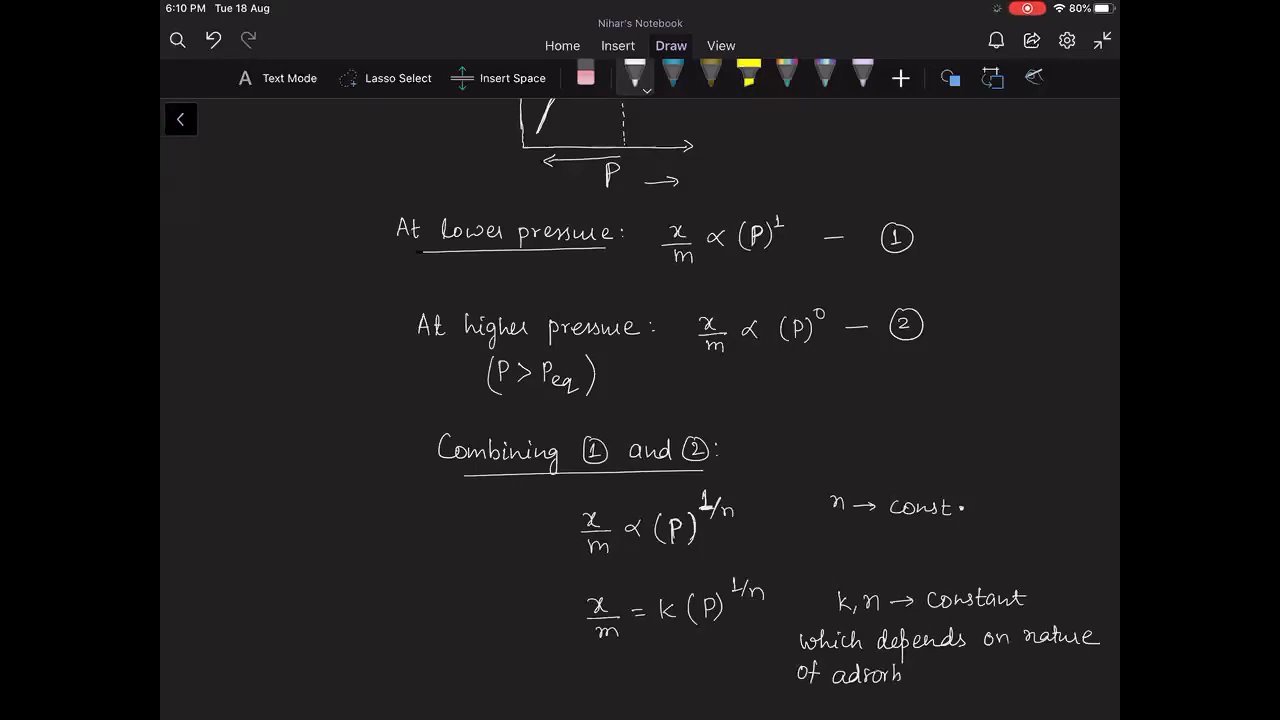 6:10 PM Tue 18 Aug
80%
Nihar's Notebook
Home Insert Draw View
A Text Mode Lasso Select Insert Space
P →
At Lower pressure: x/m ∝ (P)^1 — ①
At higher pressure: x/m ∝ (P)^0 — ②
(P > Peq)
Combining ① and ②:
x/m ∝ (P)^1/n n → const.
x/m = K (P)^1/n k, n → constant
which depends on nature
of adsorb